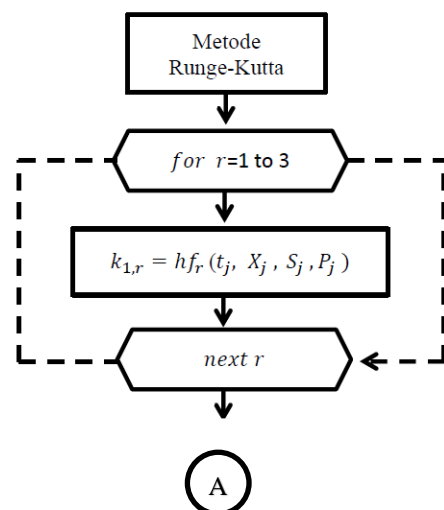 Metode
Runge-Kutta
for r=1 to 3
k₁,ᵣ = hfᵣ (tⱼ, Xⱼ , Sⱼ , Pⱼ )
next r
A